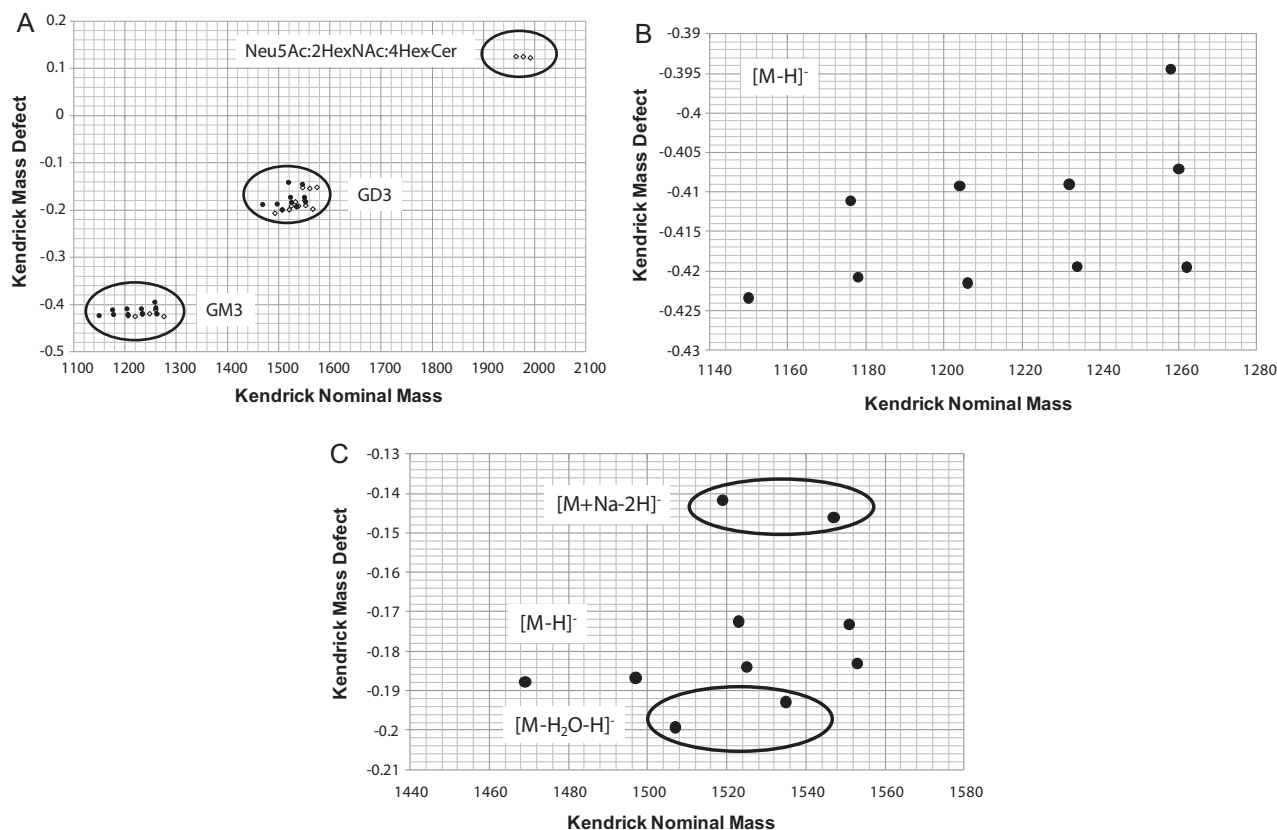 A
Kendrick Mass Defect
0.2
0.1
0
-0.1
-0.2
-0.3
-0.4
-0.5
Neu5Ac:2HexNAc:4Hex-Cer
GD3
GM3
1100 1200 1300 1400 1500 1600 1700 1800 1900 2000 2100
Kendrick Nominal Mass
B
Kendrick Mass Defect
-0.39
-0.395
-0.4
-0.405
-0.41
-0.415
-0.42
-0.425
-0.43
[M-H]-
1140 1160 1180 1200 1220 1240 1260 1280
Kendrick Nominal Mass
C
Kendrick Mass Defect
-0.13
-0.14
-0.15
-0.16
-0.17
-0.18
-0.19
-0.2
-0.21
[M+Na-2H]-
[M-H]-
[M-H₂O-H]-
1440 1460 1480 1500 1520 1540 1560 1580
Kendrick Nominal Mass